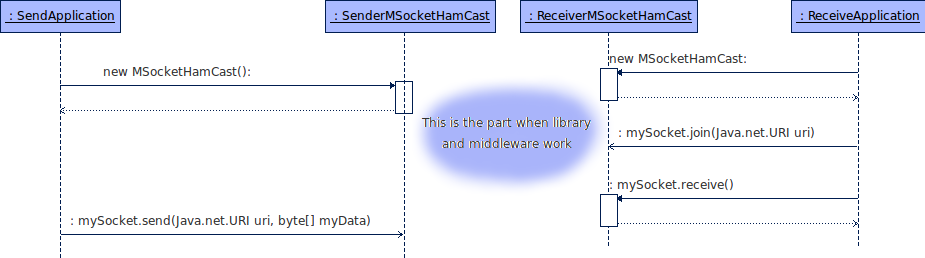 : SendApplication
: SenderMSocketHamCast
: ReceiverMSocketHamCast
: ReceiveApplication
new MSocketHamCast():
new MSocketHamCast:
This is the part when library
and middleware work
: mySocket.join(Java.net.URI uri)
: mySocket.receive()
: mySocket.send(Java.net.URI uri, byte[] myData)